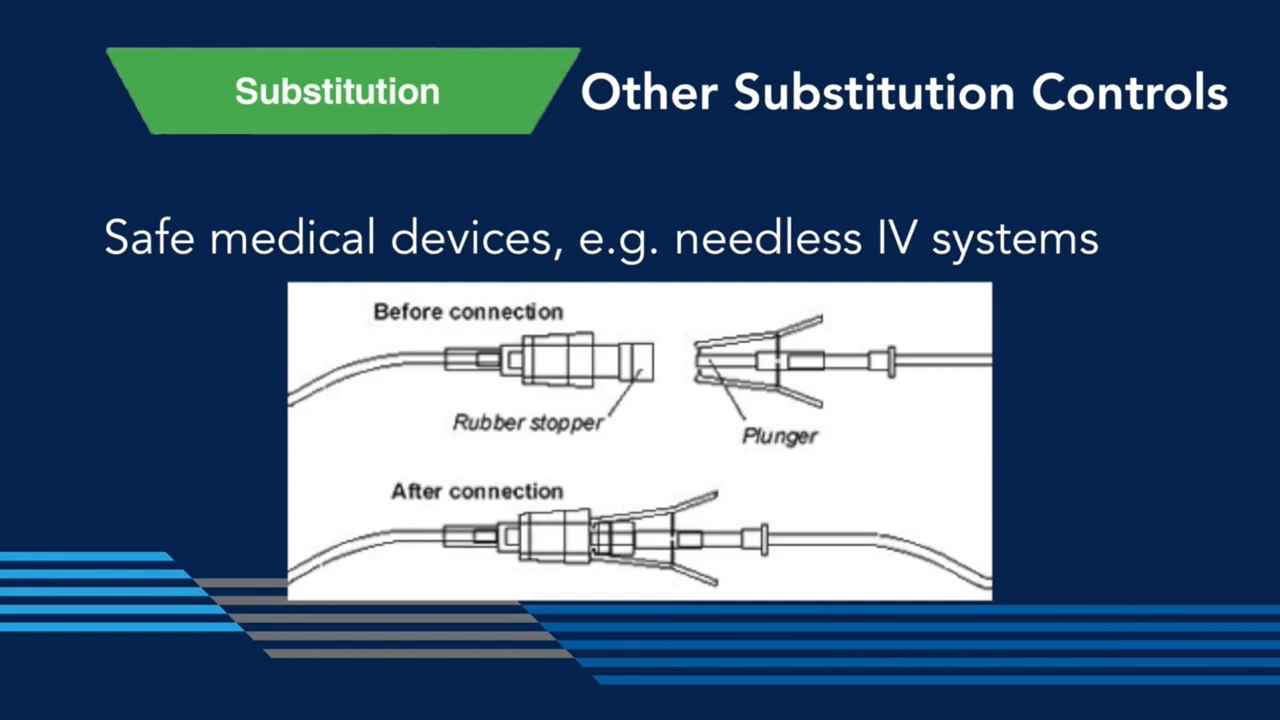 Substitution
Other Substitution Controls
Safe medical devices, e.g. needless IV systems
Before connection
Rubber stopper
Plunger
After connection